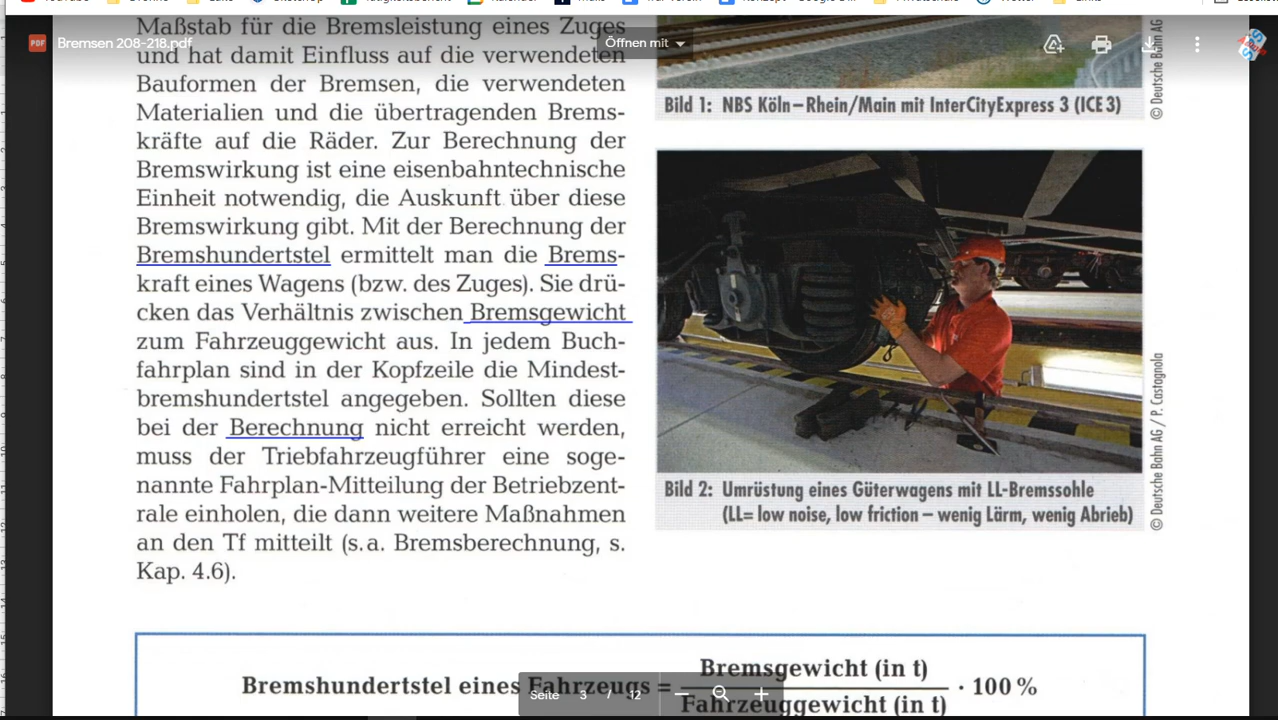 Maßstab für die Bremsleistung eines Zuges
und hat damit Einfluss auf die verwendeten
Bauformen der Bremsen, die verwendeten
Materialien und die übertragenden Brems-
kräfte auf die Räder. Zur Berechnung der
Bremswirkung ist eine eisenbahntechnische
Einheit notwendig, die Auskunft über diese
Bremswirkung gibt. Mit der Berechnung der
Bremshundertstel ermittelt man die Brems-
kraft eines Wagens (bzw. des Zuges). Sie drü-
cken das Verhältnis zwischen Bremsgewicht
zum Fahrzeuggewicht aus. In jedem Buch-
fahrplan sind in der Kopfzeile die Mindest-
bremshundertstel angegeben. Sollten diese
bei der Berechnung nicht erreicht werden,
muss der Triebfahrzeugführer eine soge-
nannte Fahrplan-Mitteilung der Betriebzent-
rale einholen, die dann weitere Maßnahmen
an den Tf mitteilt (s. a. Bremsberechnung, s.
Kap. 4.6).
PDF
Bremsen 208-218.pdf
Öffnen mit
© Deutsche Bahn AG
Bild 1: NBS Köln–Rhein/Main mit InterCityExpress 3 (ICE 3)
© Deutsche Bahn AG / P. Castagnola
Bild 2: Umrüstung eines Güterwagens mit LL-Bremssohle
(LL= low noise, low friction – wenig Lärm, wenig Abrieb)
Bremshundertstel eines Fahrzeugs = Bremsgewicht (in t)
Fahrzeuggewicht (in t)
· 100 %
Seite 3 / 12